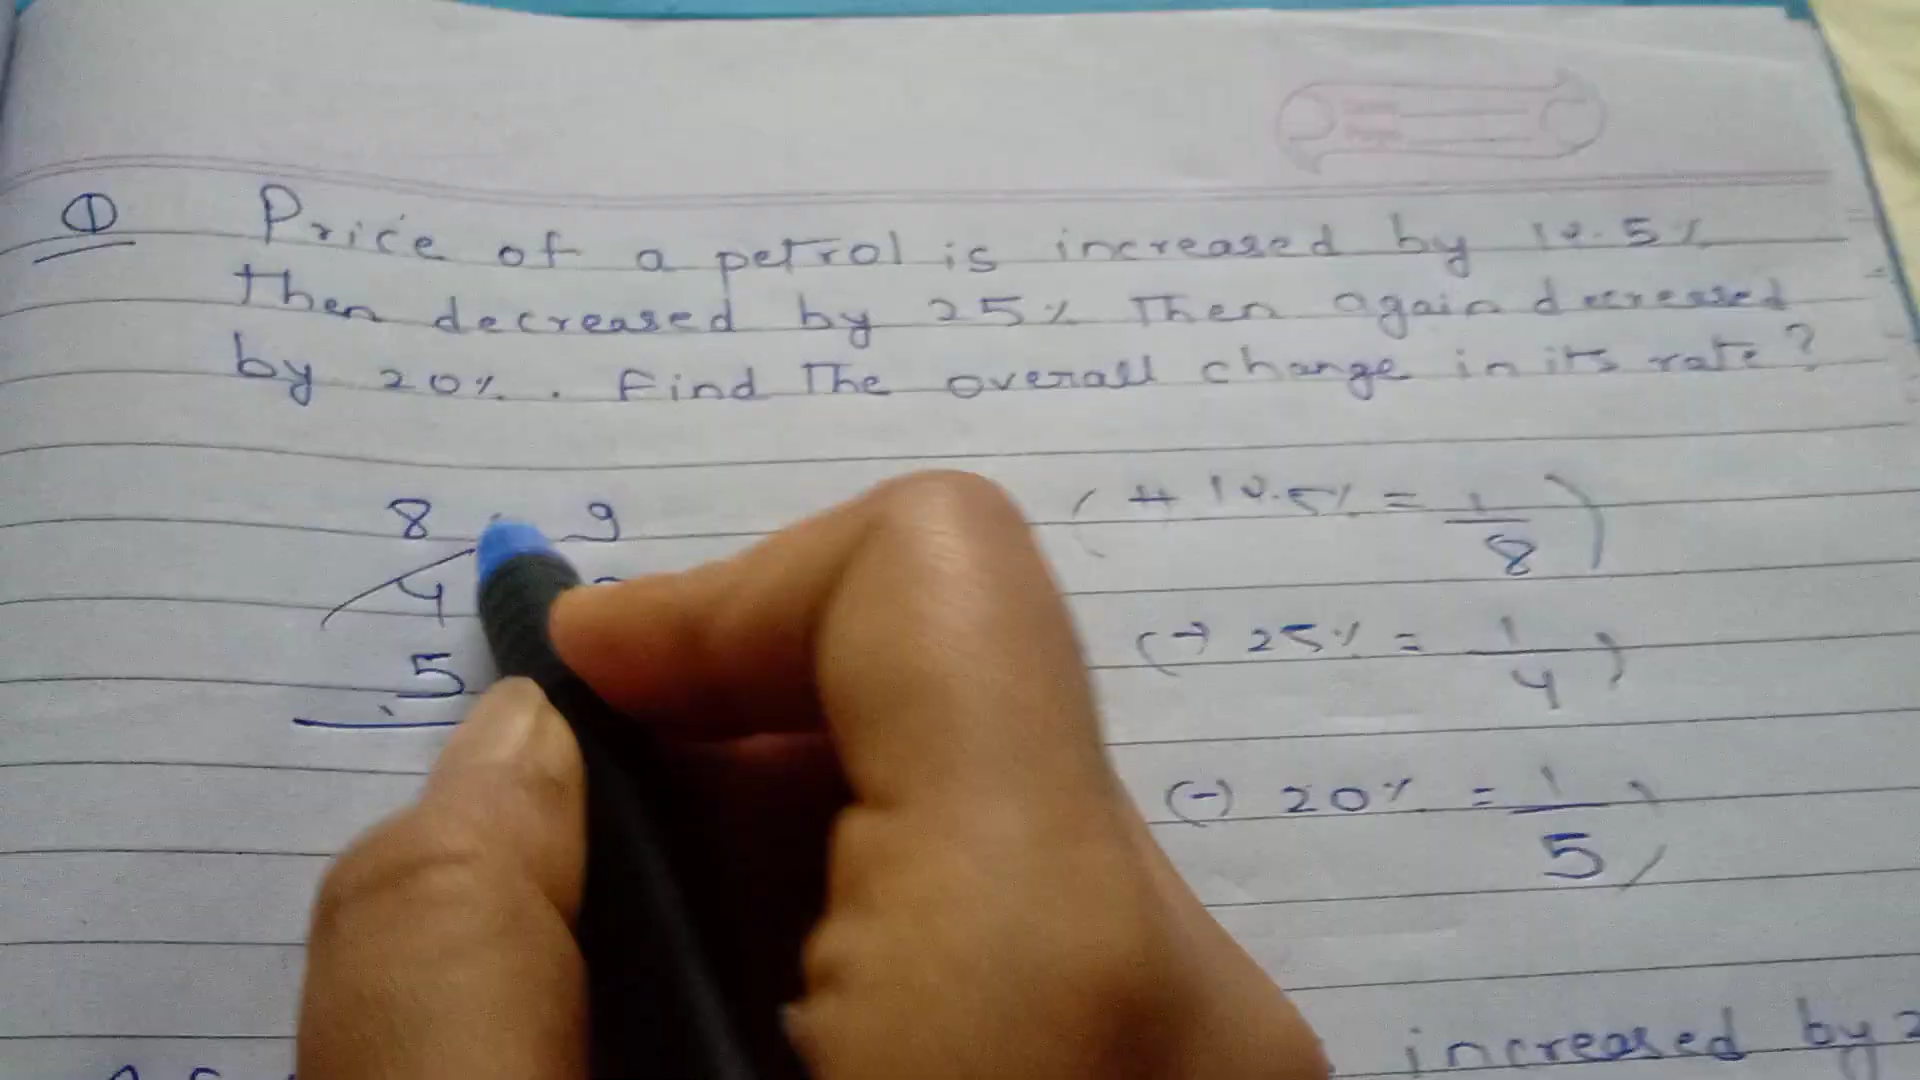 ① Price of a petrol is increased by 12.5%
then decreased by 25% Then again decreased
by 20%. Find The overall change in its rate?
8 : 9
4
5
(+ 12.5% = 1/8)
(-) 25% = 1/4)
(-) 20% = 1/5)
increased by 2